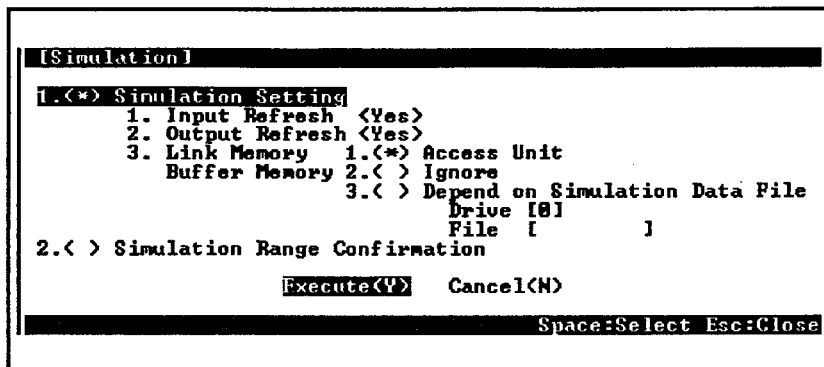 [Simulation]
1.(*) Simulation Setting
1. Input Refresh <Yes>
2. Output Refresh <Yes>
3. Link Memory 1.(*) Access Unit
Buffer Memory 2.( ) Ignore
3.( ) Depend on Simulation Data File
Drive [0]
File [ ]
2.( ) Simulation Range Confirmation
Execute(Y) Cancel(N)
Space:Select Esc:Close